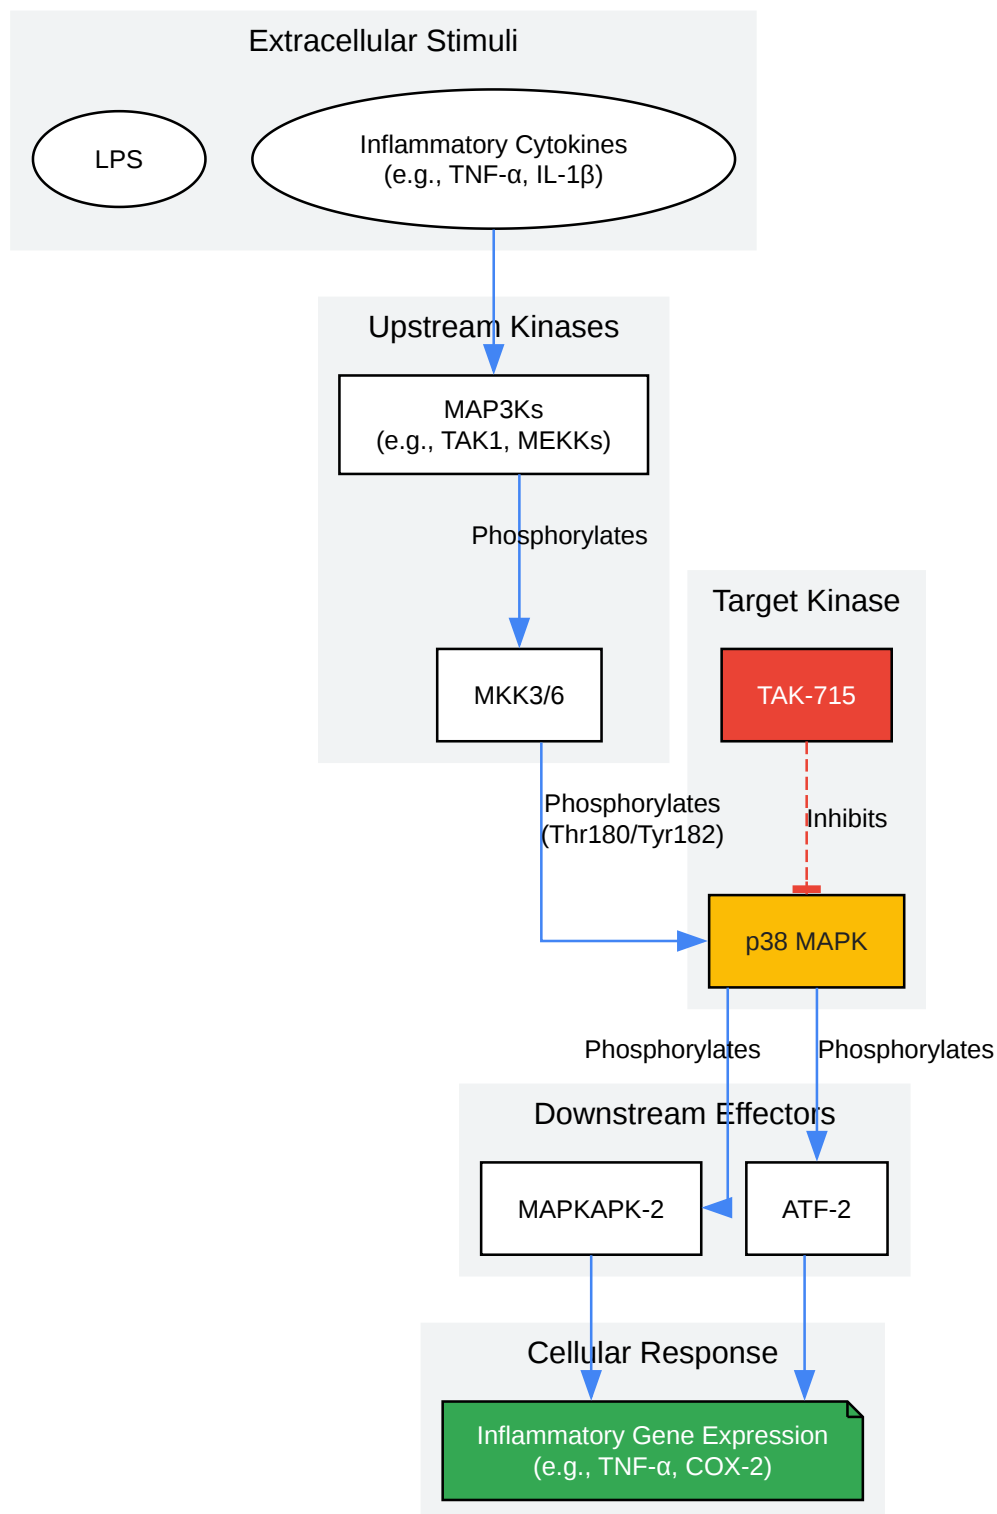 Extracellular Stimuli
LPS
Inflammatory Cytokines
(e.g., TNF-α, IL-1β)
Upstream Kinases
MAP3Ks
(e.g., TAK1, MEKKs)
Phosphorylates
MKK3/6
Target Kinase
TAK-715
Phosphorylates
(Thr180/Tyr182)
Inhibits
p38 MAPK
Phosphorylates
Phosphorylates
Downstream Effectors
MAPKAPK-2
ATF-2
Cellular Response
Inflammatory Gene Expression
(e.g., TNF-α, COX-2)